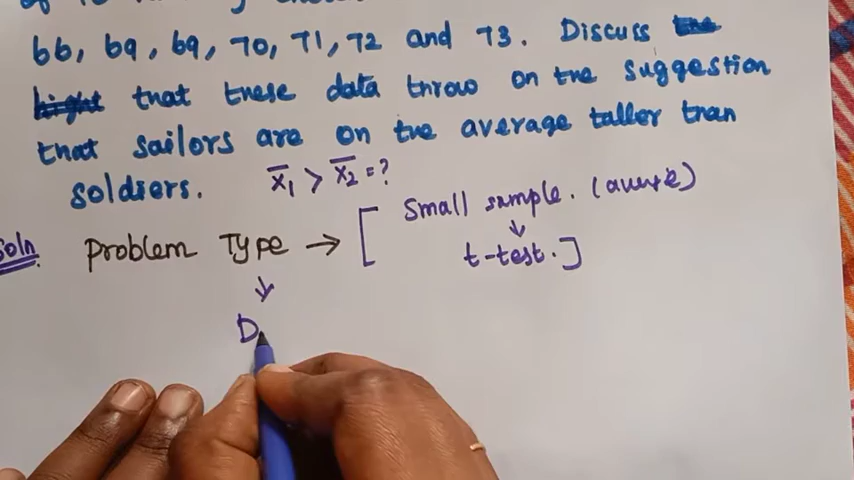 66, 69, 69, 70, 71, 72 and 73. Discuss
that these data throw on the suggestion
that sailors are on the average taller than
soldiers. x̄₁ > x̄₂ = ?
Small sample.
Soln. Problem Type → [ ↓
t-test. ]
↓
D